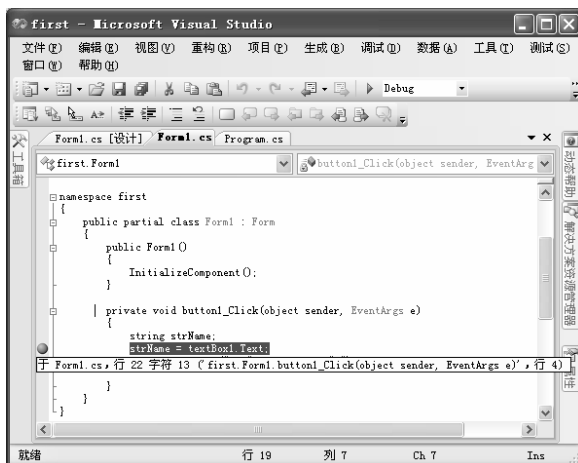 first - Microsoft Visual Studio
文件(F) 编辑(E) 视图(V) 重构(R) 项目(P) 生成(B) 调试(D) 数据(A) 工具(T) 测试(S)
窗口(W) 帮助(H)
Debug
Form1.cs [设计] Form1.cs Program.cs
工具箱
first.Form1 button1_Click(object sender, EventArg
动态帮助
解决方案资源管理器
namespace first
{
public partial class Form1 : Form
{
public Form1()
{
InitializeComponent();
}
private void button1_Click(object sender, EventArgs e)
{
string strName;
strName = textBox1.Text;
于 Form1.cs,行 22 字符 13 ('first.Form1.button1_Click(object sender, EventArgs e)',行 4)
}
}
}
就绪 行 19 列 7 Ch 7 Ins